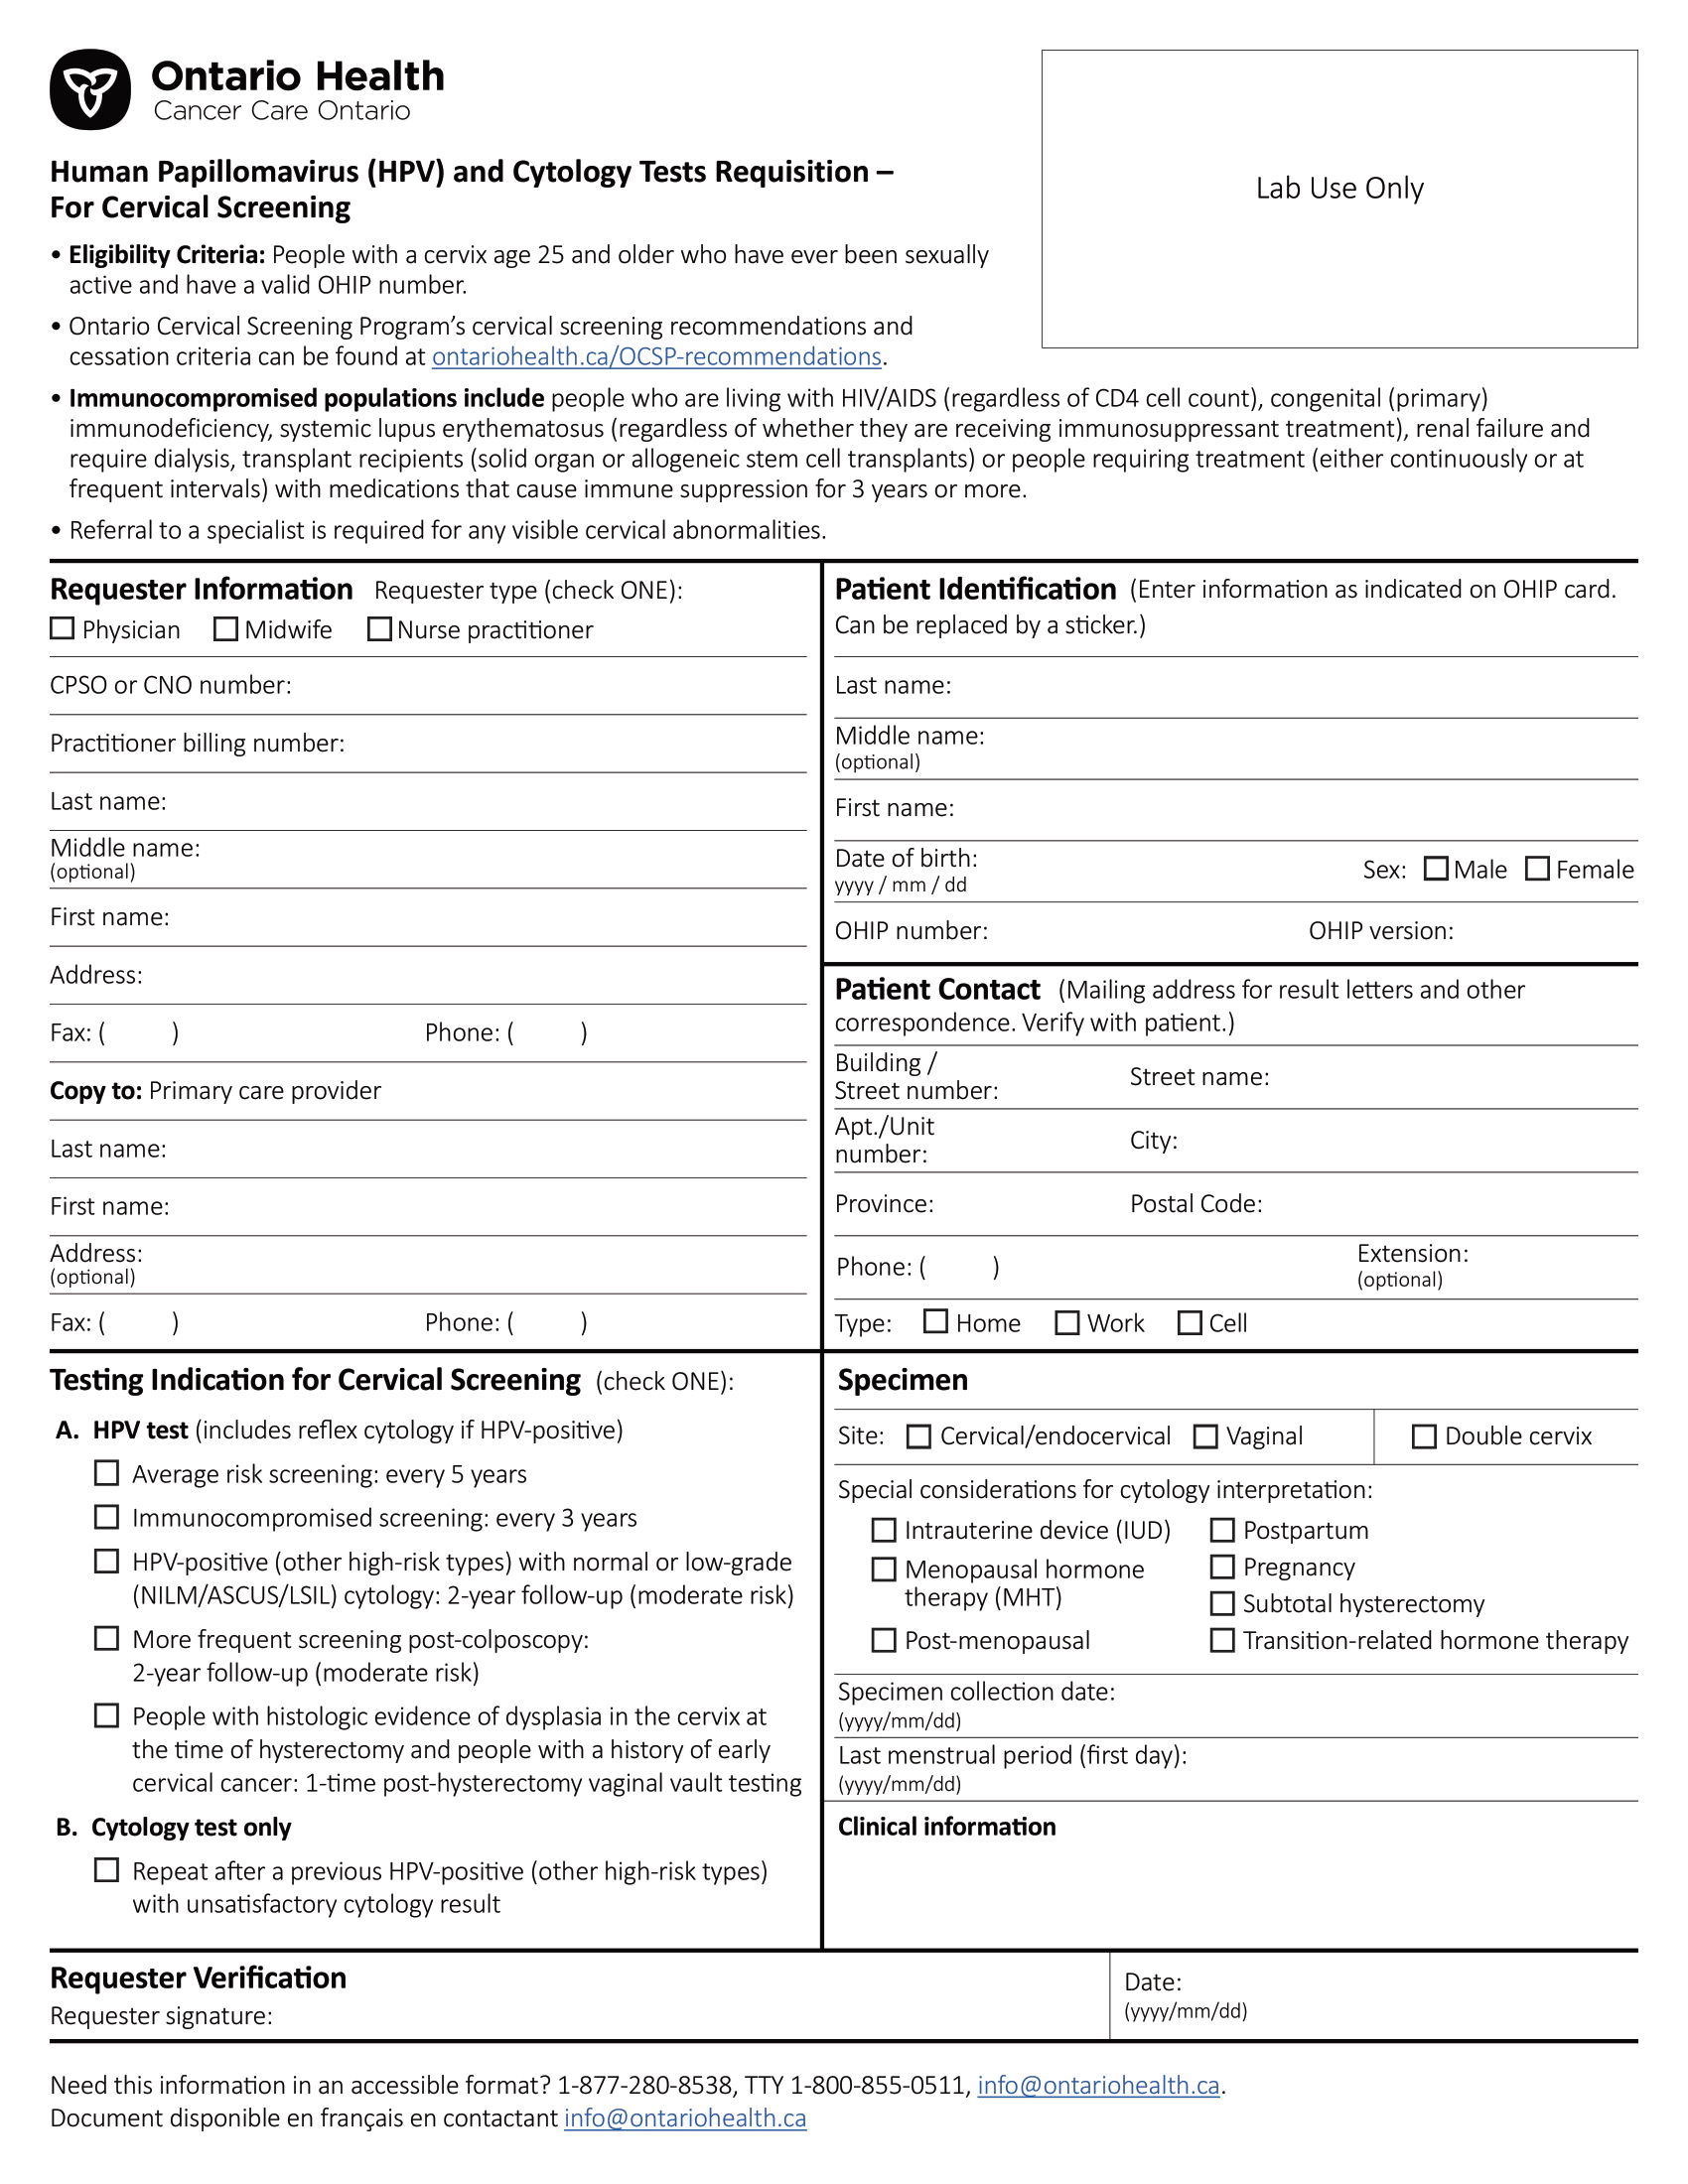 Ontario Health
Cancer Care Ontario
Lab Use Only
Human Papillomavirus (HPV) and Cytology Tests Requisition –
For Cervical Screening
• Eligibility Criteria: People with a cervix age 25 and older who have ever been sexually
active and have a valid OHIP number.
• Ontario Cervical Screening Program's cervical screening recommendations and
cessation criteria can be found at ontariohealth.ca/OCSP-recommendations.
• Immunocompromised populations include people who are living with HIV/AIDS (regardless of CD4 cell count), congenital (primary)
immunodeficiency, systemic lupus erythematosus (regardless of whether they are receiving immunosuppressant treatment), renal failure and
require dialysis, transplant recipients (solid organ or allogeneic stem cell transplants) or people requiring treatment (either continuously or at
frequent intervals) with medications that cause immune suppression for 3 years or more.
• Referral to a specialist is required for any visible cervical abnormalities.
Requester Information Requester type (check ONE):
Physician Midwife Nurse practitioner
CPSO or CNO number:
Practitioner billing number:
Last name:
Middle name:
(optional)
First name:
Address:
Fax: ( ) Phone: ( )
Copy to: Primary care provider
Last name:
First name:
Address:
(optional)
Fax: ( ) Phone: ( )
Patient Identification (Enter information as indicated on OHIP card.
Can be replaced by a sticker.)
Last name:
Middle name:
(optional)
First name:
Date of birth:
yyyy / mm / dd
Sex: Male Female
OHIP number: OHIP version:
Patient Contact (Mailing address for result letters and other
correspondence. Verify with patient.)
Building /
Street number:
Street name:
Apt./Unit
number:
City:
Province: Postal Code:
Phone: ( )
Extension:
(optional)
Type: Home Work Cell
Testing Indication for Cervical Screening (check ONE):
A. HPV test (includes reflex cytology if HPV-positive)
Average risk screening: every 5 years
Immunocompromised screening: every 3 years
HPV-positive (other high-risk types) with normal or low-grade
(NILM/ASCUS/LSIL) cytology: 2-year follow-up (moderate risk)
More frequent screening post-colposcopy:
2-year follow-up (moderate risk)
People with histologic evidence of dysplasia in the cervix at
the time of hysterectomy and people with a history of early
cervical cancer: 1-time post-hysterectomy vaginal vault testing
B. Cytology test only
Repeat after a previous HPV-positive (other high-risk types)
with unsatisfactory cytology result
Specimen
Site: Cervical/endocervical Vaginal Double cervix
Special considerations for cytology interpretation:
Intrauterine device (IUD)
Menopausal hormone
therapy (MHT)
Post-menopausal
Postpartum
Pregnancy
Subtotal hysterectomy
Transition-related hormone therapy
Specimen collection date:
(yyyy/mm/dd)
Last menstrual period (first day):
(yyyy/mm/dd)
Clinical information
Requester Verification
Requester signature:
Date:
(yyyy/mm/dd)
Need this information in an accessible format? 1-877-280-8538, TTY 1-800-855-0511, info@ontariohealth.ca.
Document disponible en français en contactant info@ontariohealth.ca